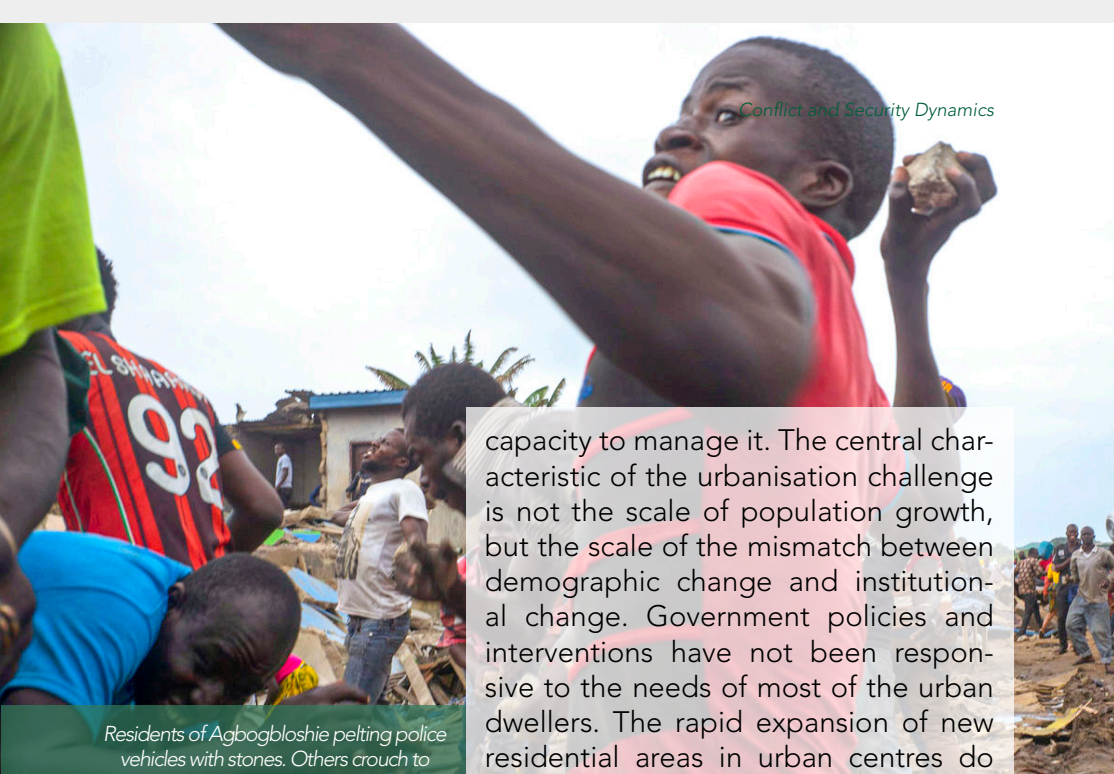 Conflict and Security Dynamics
EL SHAARAWY
92
capacity to manage it. The central char-
acteristic of the urbanisation challenge
is not the scale of population growth,
but the scale of the mismatch between
demographic change and institution-
al change. Government policies and
interventions have not been respon-
sive to the needs of most of the urban
dwellers. The rapid expansion of new
residential areas in urban centres do
Residents of Agbogbloshie pelting police
vehicles with stones. Others crouch to